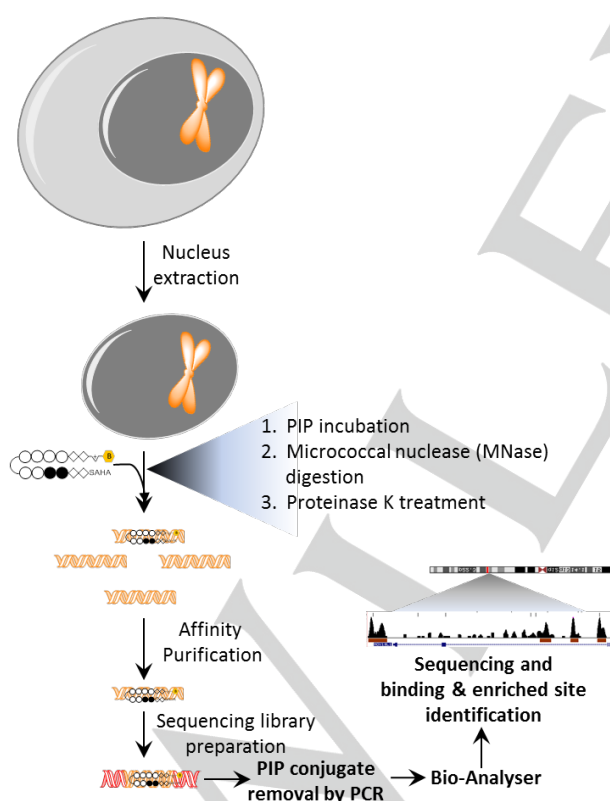 Nucleus
extraction
1. PIP incubation
2. Micrococcal nuclease (MNase)
digestion
3. Proteinase K treatment
B
SAHA
Affinity
Purification
Sequencing library
preparation
PIP conjugate
removal by PCR
Bio-Analyser
Sequencing and
binding & enriched site
identification